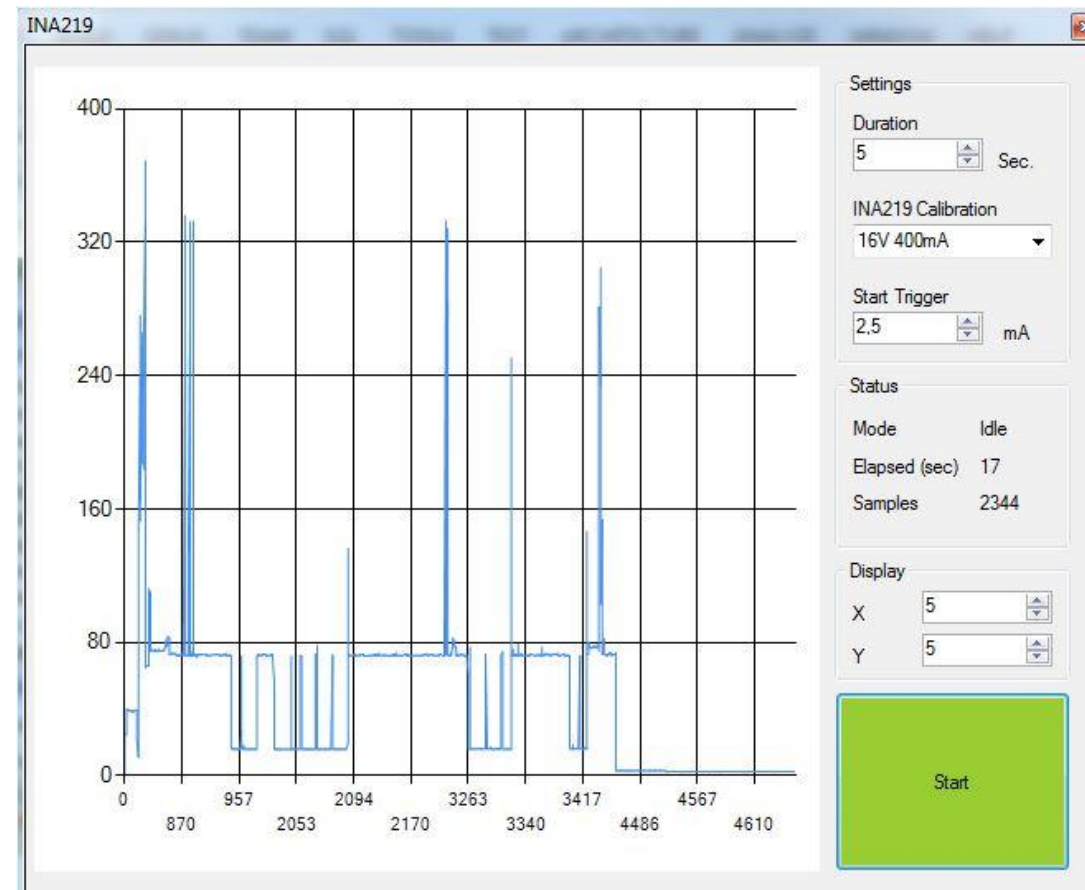 INA219
400
320
240
160
80
0
0 957 2094 3263 3417 4567
870 2053 2170 3340 4486 4610
Settings
Duration
5 Sec.
INA219 Calibration
16V 400mA
Start Trigger
2,5 mA
Status
Mode Idle
Elapsed (sec) 17
Samples 2344
Display
X 5
Y 5
Start